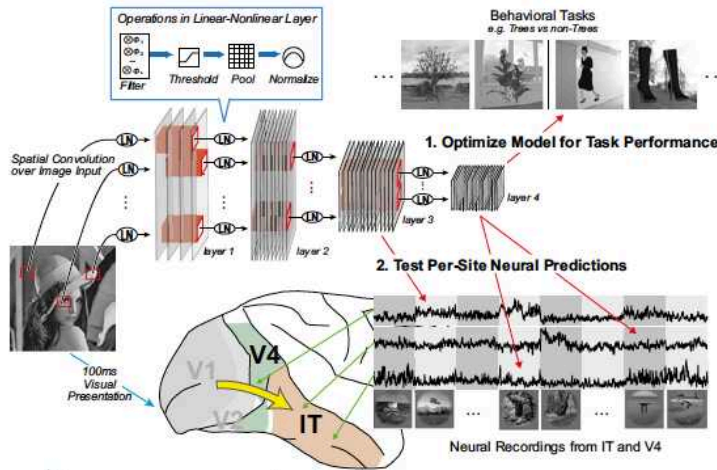 Operations in Linear-Nonlinear Layer
⊗Φ₁
⊗Φ₂
...
Filter
Threshold
Pool
Normalize
Behavioral Tasks
e.g. Trees vs non-Trees
...
...
1. Optimize Model for Task Performance
Spatial Convolution
over Image Input
LN
LN
LN
LN
LN
LN
LN
LN
LN
LN
layer 1
layer 2
layer 3
layer 4
2. Test Per-Site Neural Predictions
100ms
Visual
Presentation
V1
V2
V4
IT
...
...
Neural Recordings from IT and V4